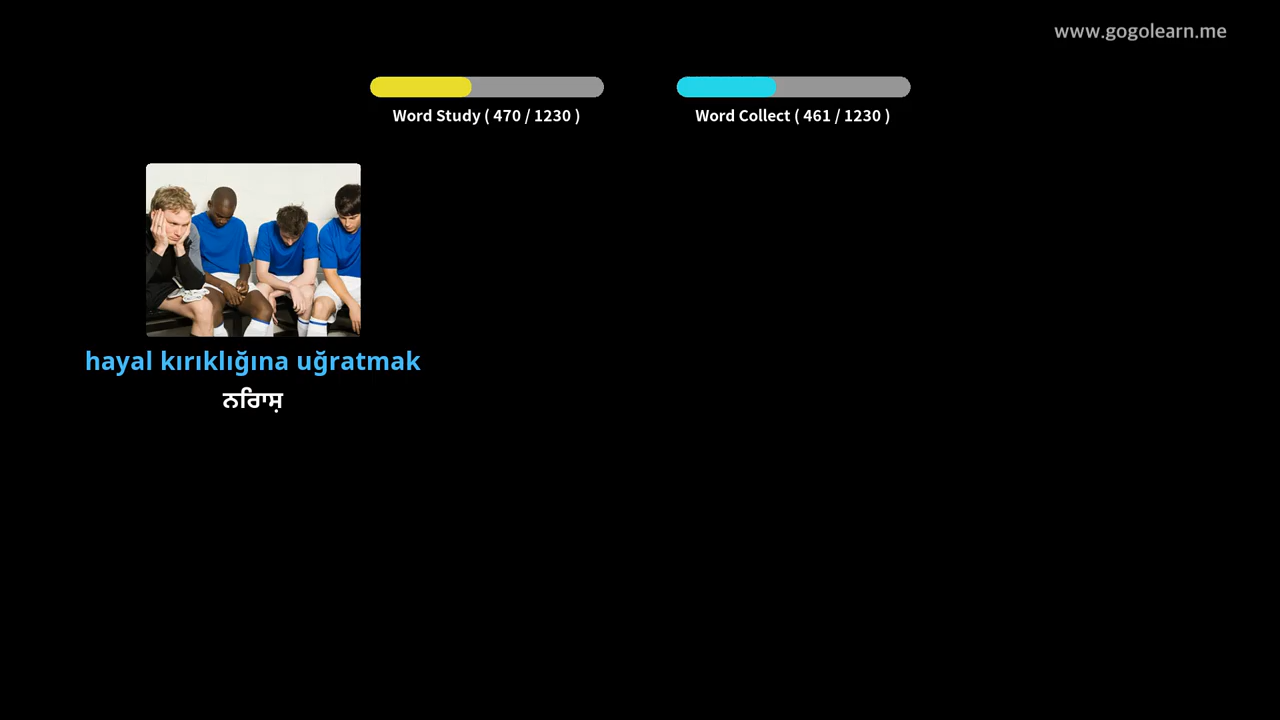 www.gogolearn.me
Word Study ( 470 / 1230 )
Word Collect ( 461 / 1230 )
hayal kırıklığına uğratmak
ਨਿਰਾਸ਼